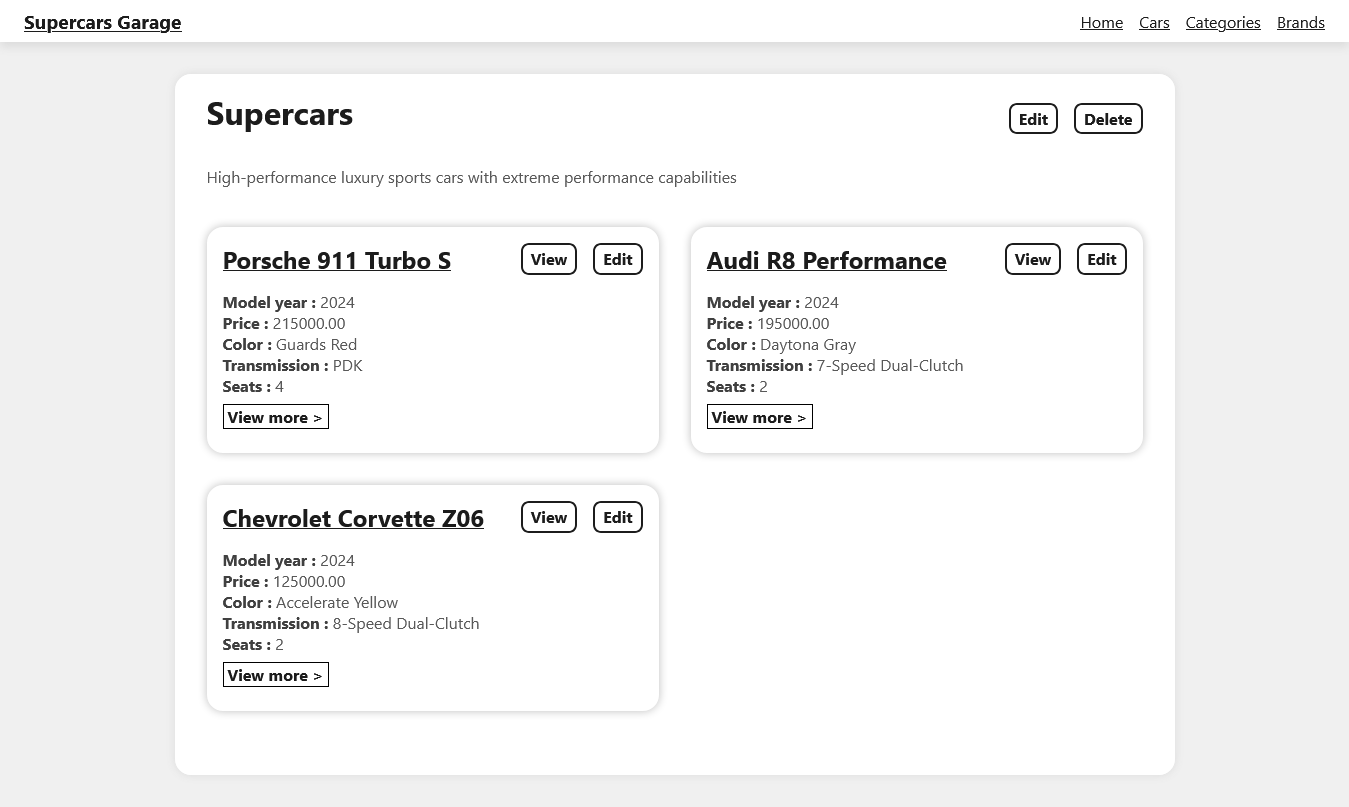 Supercars Garage Home Cars Categories Brands
Supercars Edit Delete
High-performance luxury sports cars with extreme performance capabilities
Porsche 911 Turbo S View Edit
Model year : 2024
Price : 215000.00
Color : Guards Red
Transmission : PDK
Seats : 4
View more >
Audi R8 Performance View Edit
Model year : 2024
Price : 195000.00
Color : Daytona Gray
Transmission : 7-Speed Dual-Clutch
Seats : 2
View more >
Chevrolet Corvette Z06 View Edit
Model year : 2024
Price : 125000.00
Color : Accelerate Yellow
Transmission : 8-Speed Dual-Clutch
Seats : 2
View more >